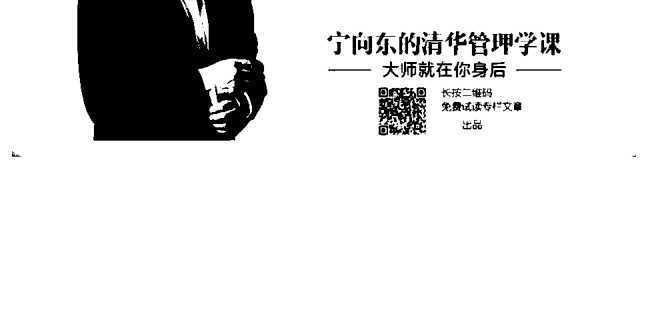 宁向东的清华管理学课
大师就在你身后
长按二维码
免费试读专栏文章
出品